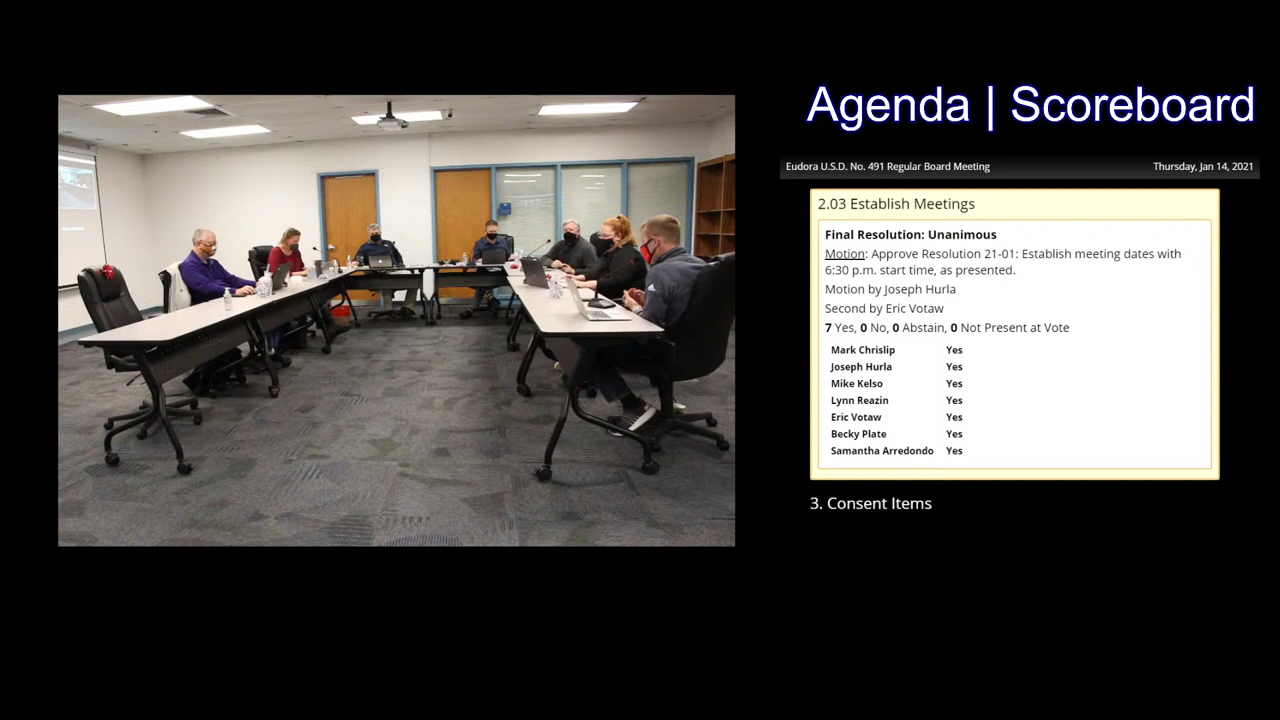 Agenda | Scoreboard
Eudora U.S.D. No. 491 Regular Board Meeting Thursday, Jan 14, 2021
2.03 Establish Meetings
Final Resolution: Unanimous
Motion: Approve Resolution 21-01: Establish meeting dates with
6:30 p.m. start time, as presented.
Motion by Joseph Hurla
Second by Eric Votaw
7 Yes, 0 No, 0 Abstain, 0 Not Present at Vote
Mark Chrislip Yes
Joseph Hurla Yes
Mike Kelso Yes
Lynn Reazin Yes
Eric Votaw Yes
Becky Plate Yes
Samantha Arredondo Yes
3. Consent Items